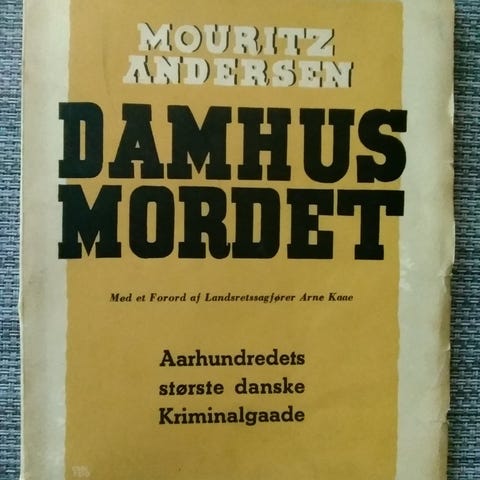 MOURITZ
ANDERSEN
DAMHUS
MORDET
Med et Forord af Landsretssagfører Arne Kaae
Aarhundredets
største danske
Kriminalgaade